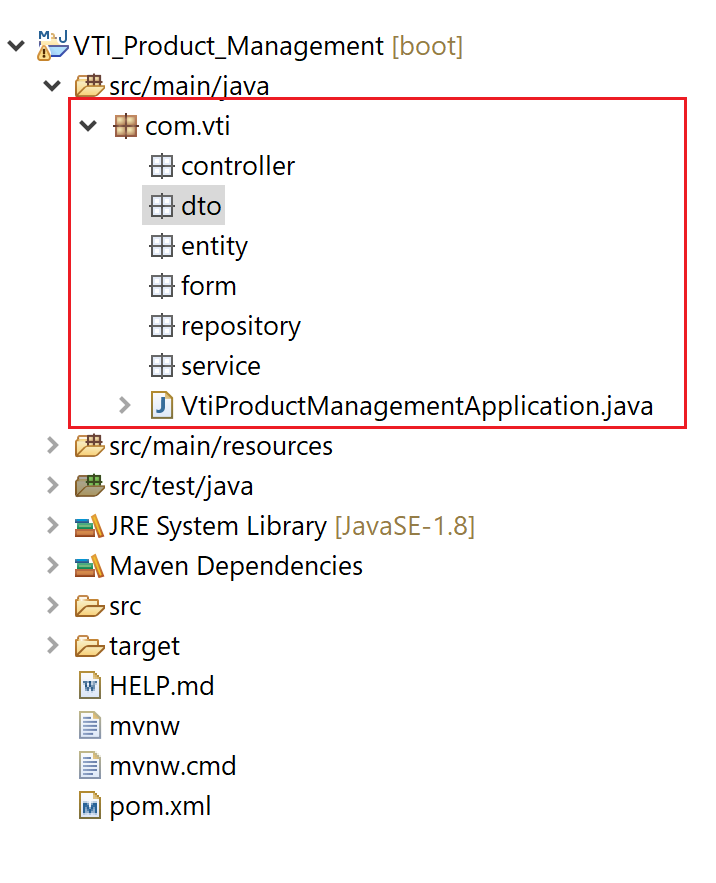 VTI_Product_Management [boot]
src/main/java
com.vti
controller
dto
entity
form
repository
service
VtiProductManagementApplication.java
src/main/resources
src/test/java
JRE System Library [JavaSE-1.8]
Maven Dependencies
src
target
HELP.md
mvnw
mvnw.cmd
pom.xml